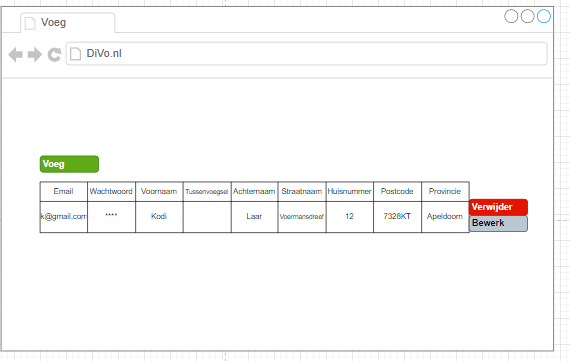 Voeg
DiVo.nl
Voeg
Email Wachtwoord Voornaam Tussenvoegsel Achternaam Straatnaam Huisnummer Postcode Provincie
k@gmail.com **** Kodi Laar Voermansdreef 12 7328KT Apeldoorn
Verwijder
Bewerk